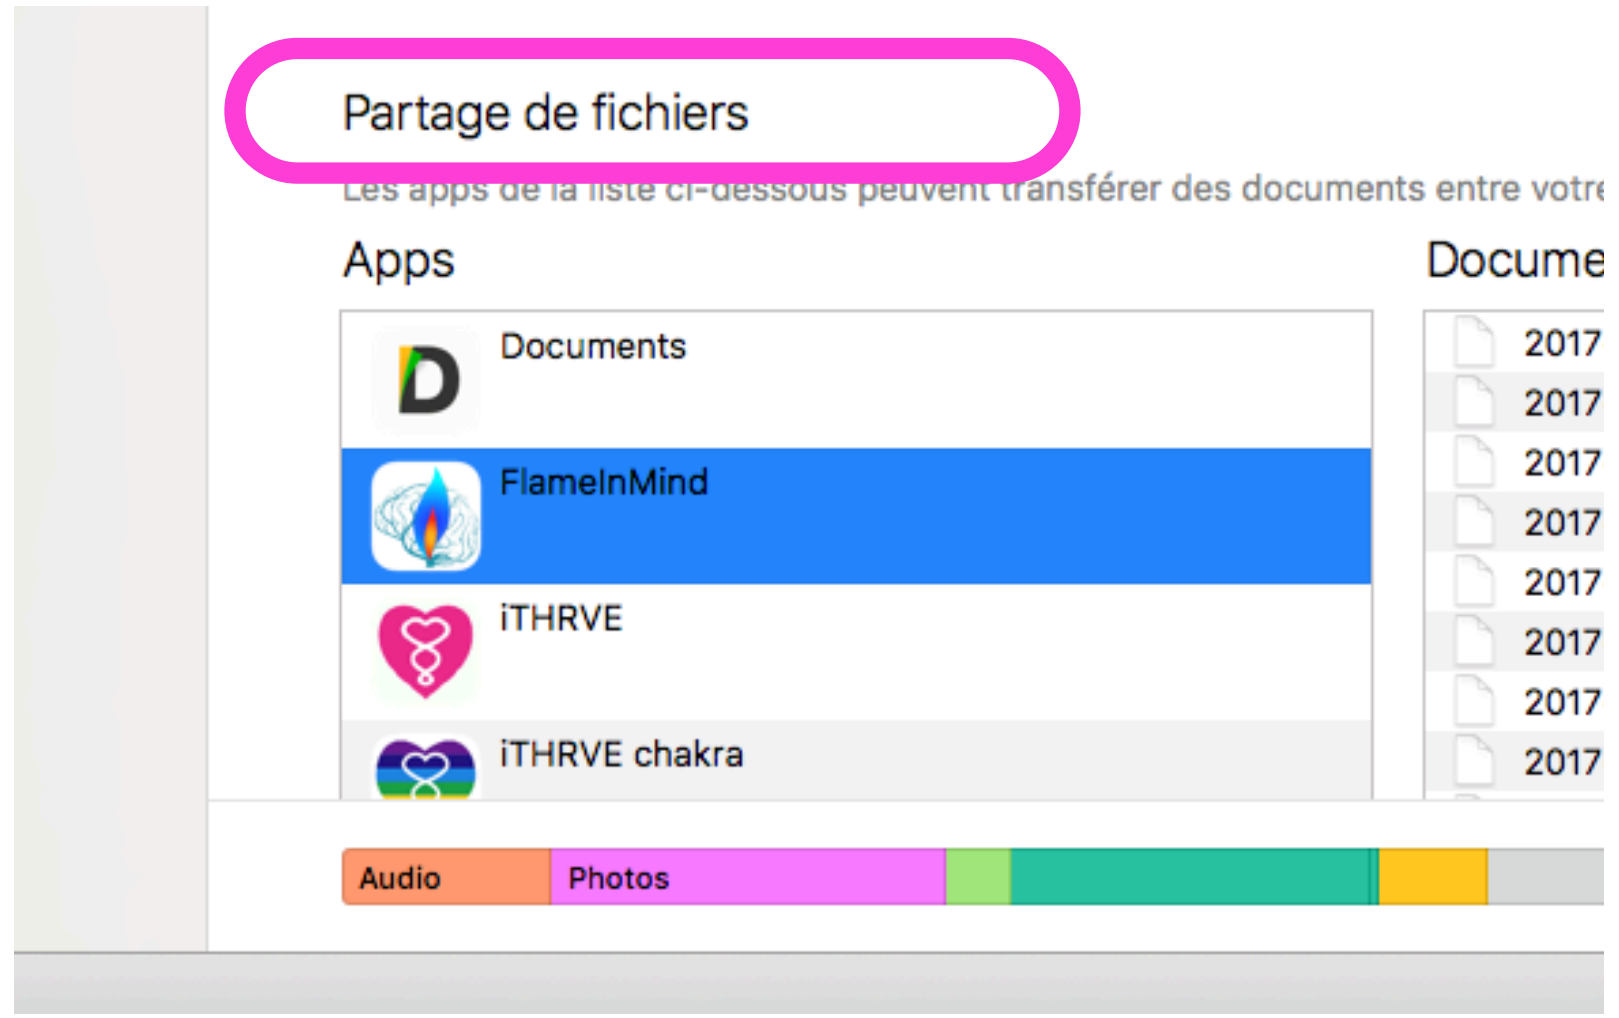 Partage de fichiers
Les apps de la liste ci-dessous peuvent transférer des documents entre votre
Apps
Docume
Documents
FlameInMind
iTHRVE
iTHRVE chakra
2017
2017
2017
2017
2017
2017
2017
2017
Audio
Photos